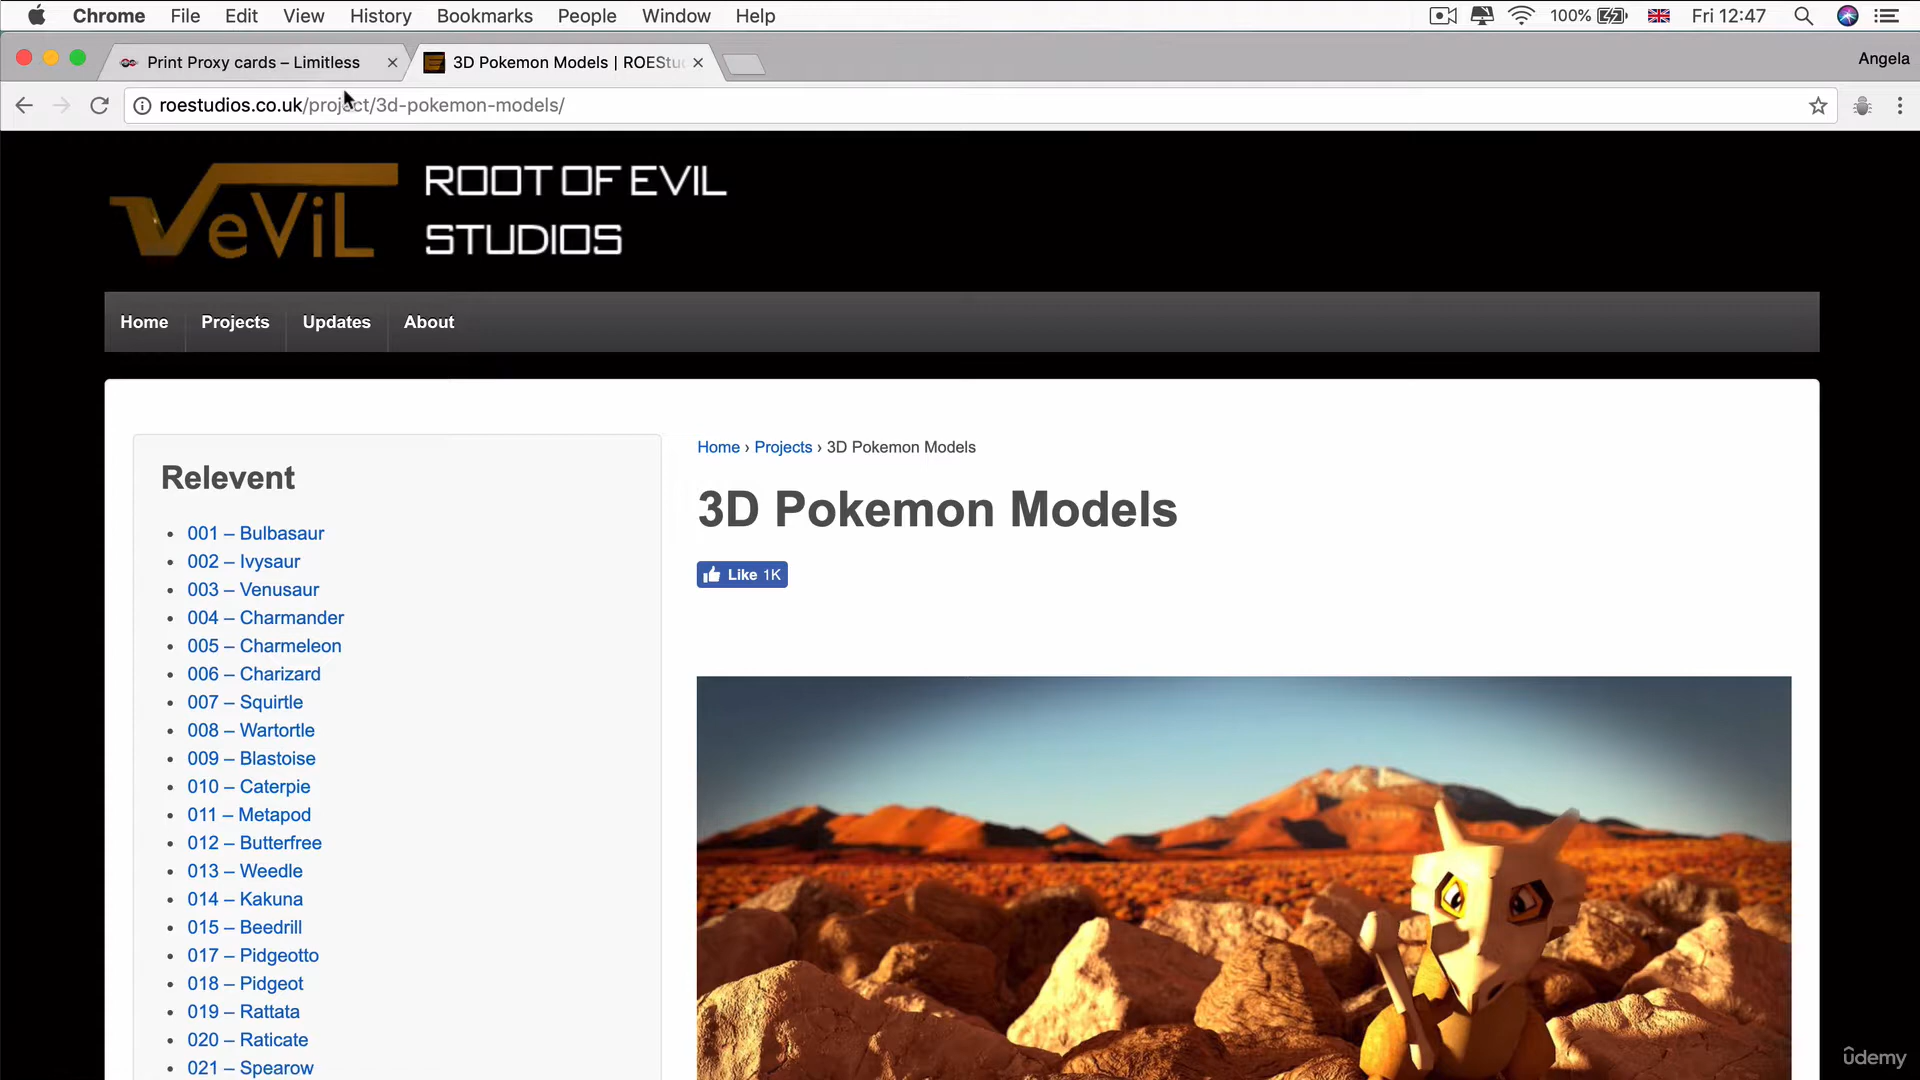 Chrome File Edit View History Bookmarks People Window Help 100% Fri 12:47
Print Proxy cards – Limitless 3D Pokemon Models | ROEStu Angela
roestudios.co.uk/project/3d-pokemon-models/
eViL ROOT OF EVIL
STUDIOS
Home Projects Updates About
Relevent
001 – Bulbasaur
002 – Ivysaur
003 – Venusaur
004 – Charmander
005 – Charmeleon
006 – Charizard
007 – Squirtle
008 – Wartortle
009 – Blastoise
010 – Caterpie
011 – Metapod
012 – Butterfree
013 – Weedle
014 – Kakuna
015 – Beedrill
017 – Pidgeotto
018 – Pidgeot
019 – Rattata
020 – Raticate
021 – Spearow
Home › Projects › 3D Pokemon Models
3D Pokemon Models
Like 1K
ûdemy